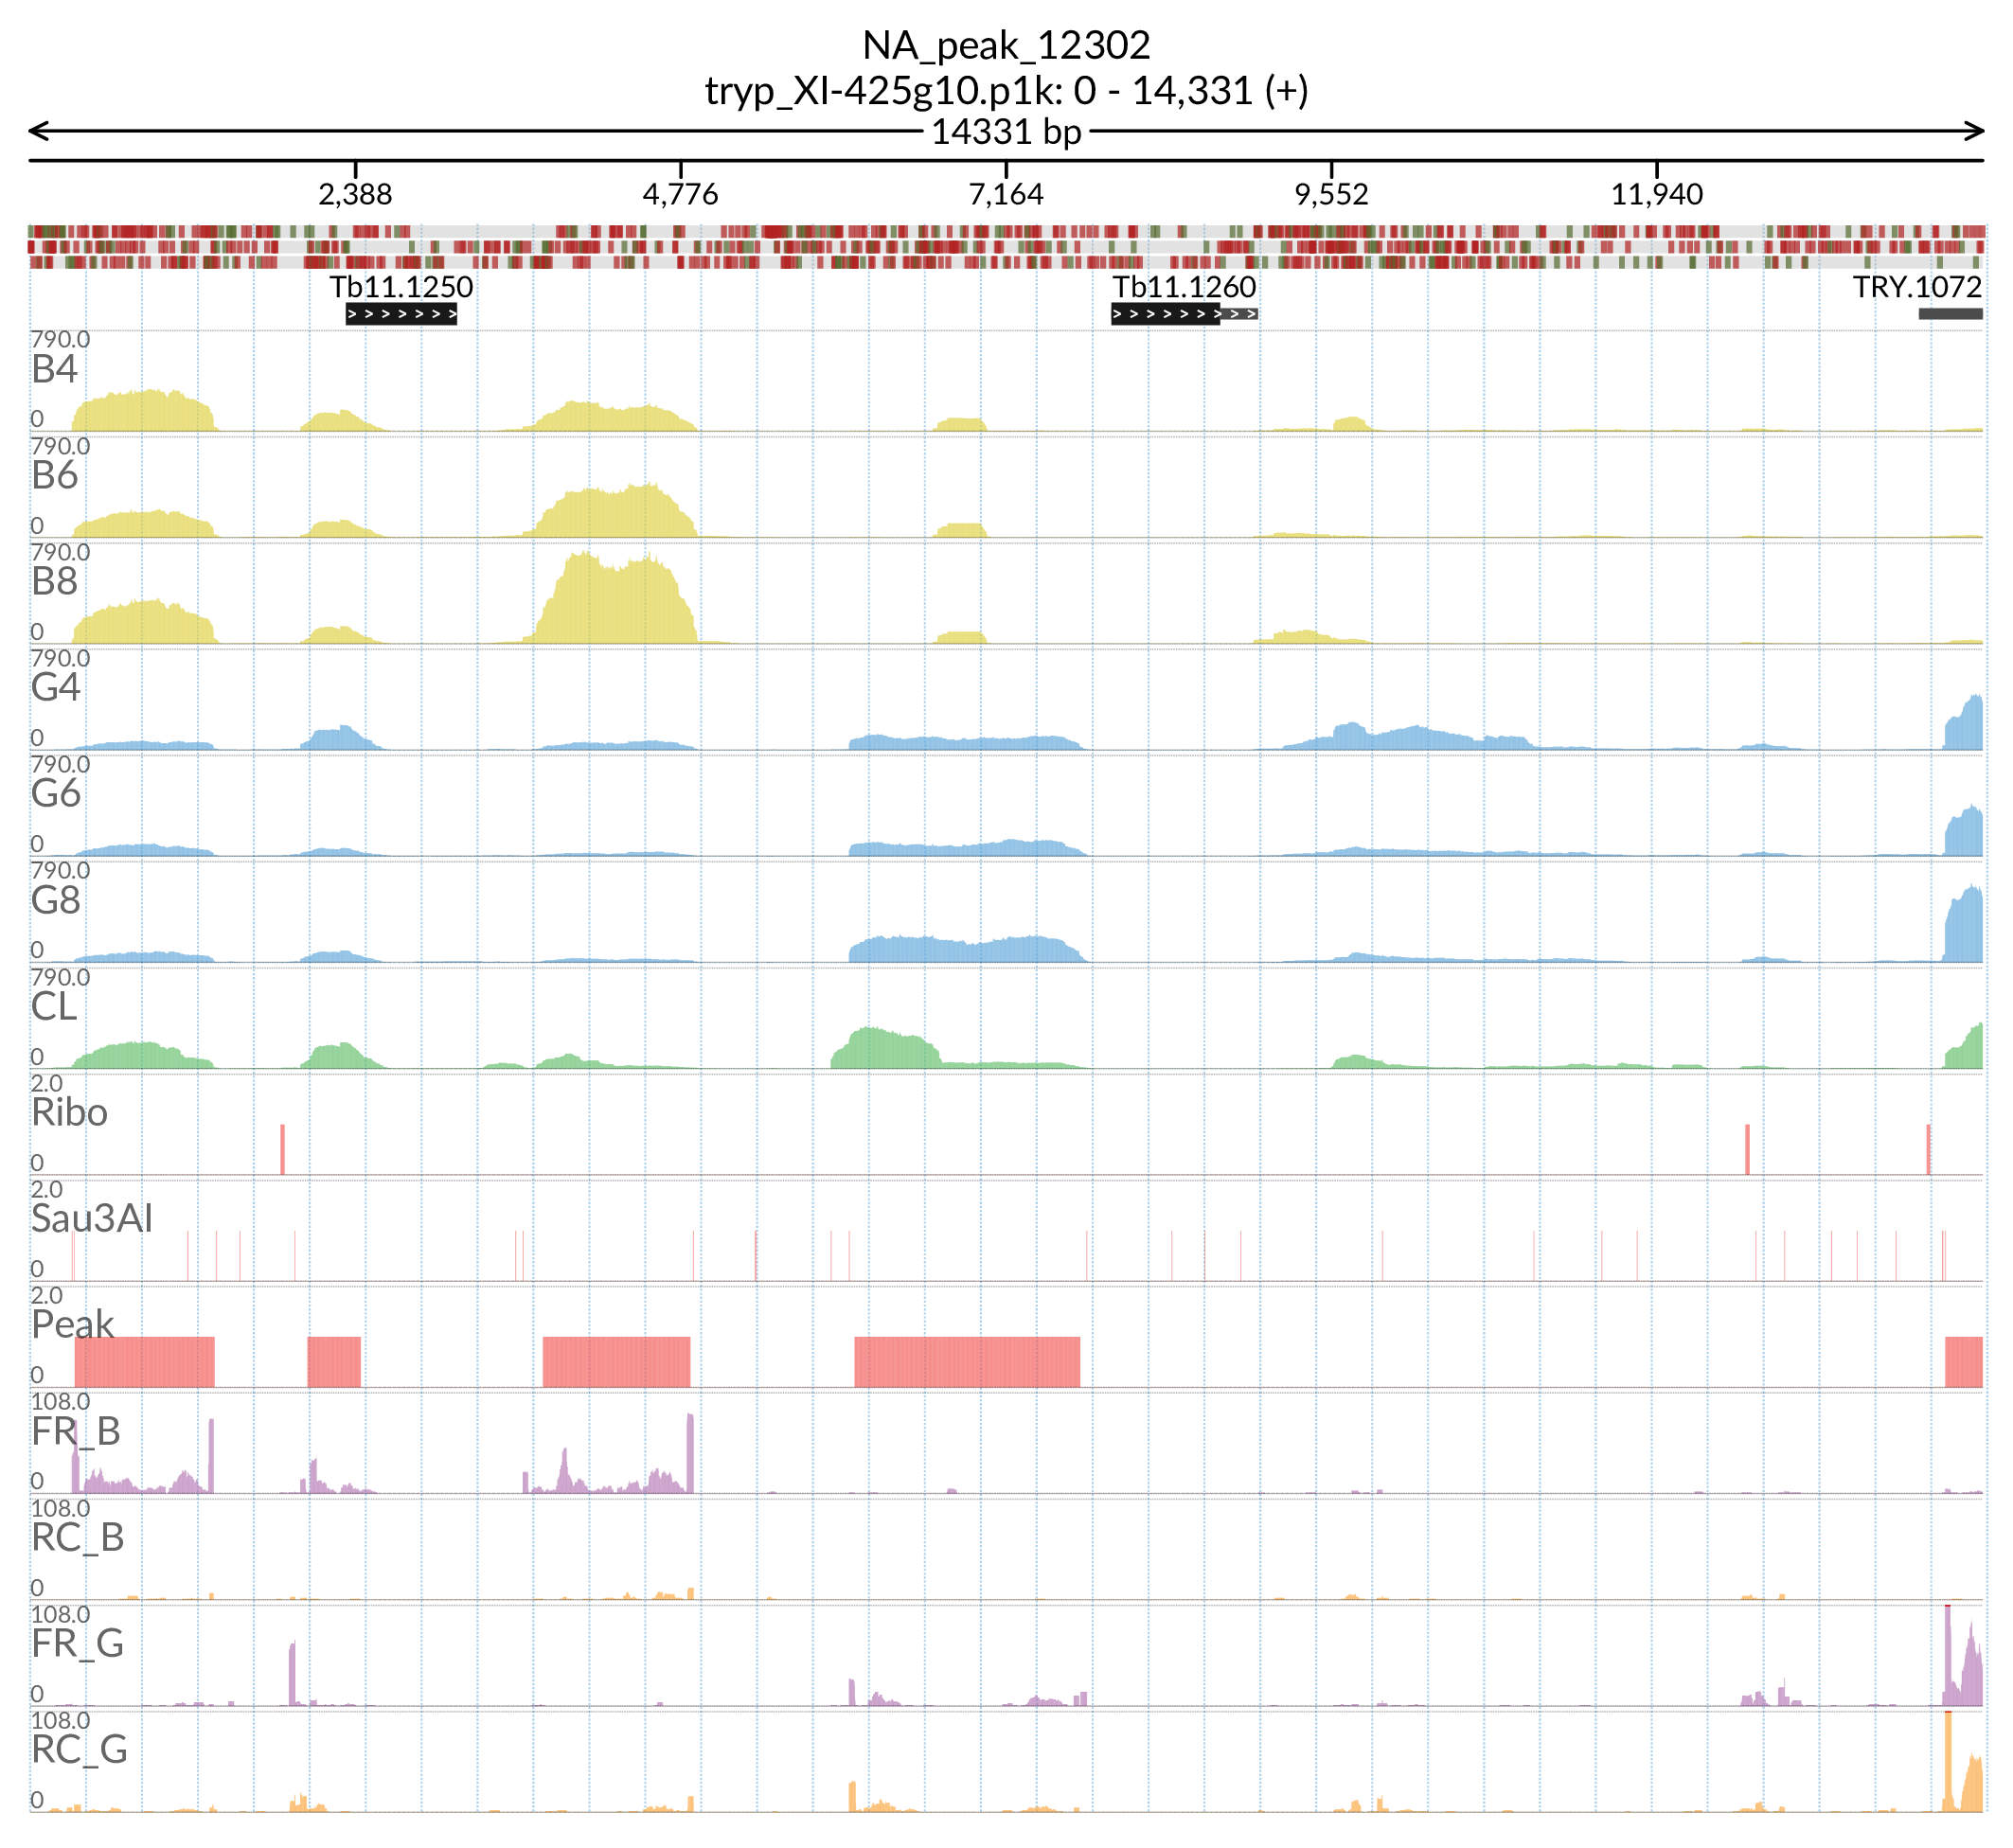 NA_peak_12302
tryp_XI-425g10.p1k: 0 - 14,331 (+)
14331 bp
2,388 4,776 7,164 9,552 11,940
Tb11.1250 Tb11.1260 TRY.1072
790.0
B4
0
790.0
B6
0
790.0
B8
0
790.0
G4
0
790.0
G6
0
790.0
G8
0
790.0
CL
0
2.0
Ribo
0
2.0
Sau3AI
0
2.0
Peak
0
108.0
FR_B
0
108.0
RC_B
0
108.0
FR_G
0
108.0
RC_G
0